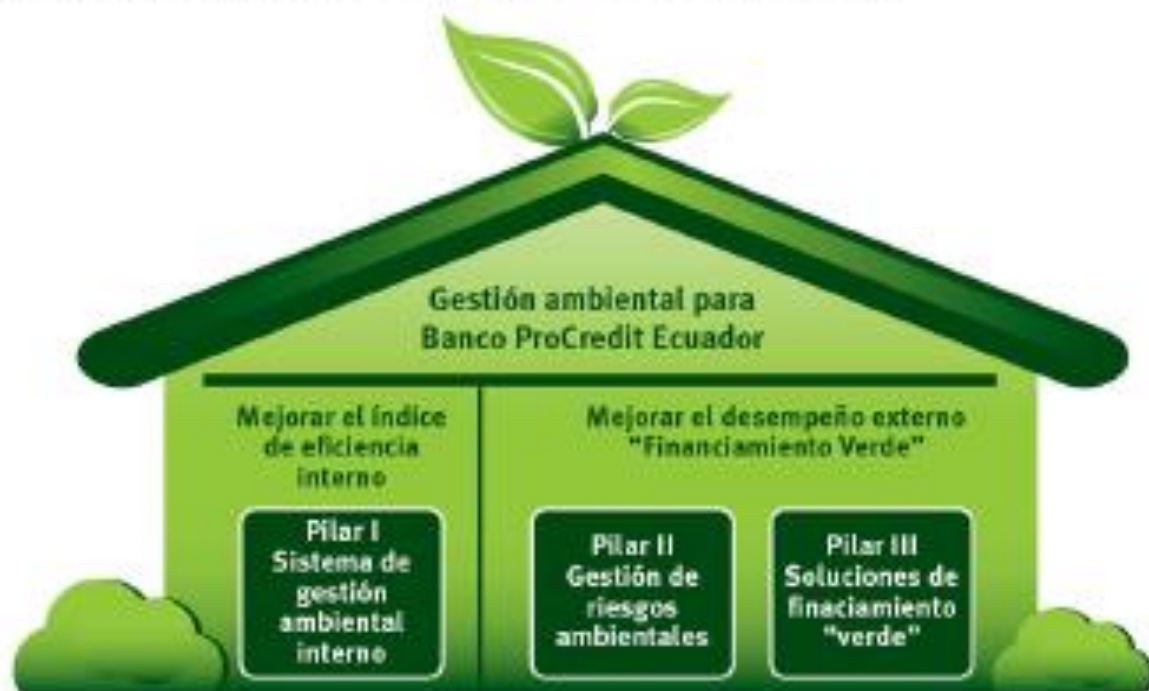 Gestión ambiental para
Banco ProCredit Ecuador
Mejorar el índice
de eficiencia
interno
Mejorar el desempeño externo
"Financiamiento Verde"
Pilar I
Sistema de
gestión
ambiental
interno
Pilar II
Gestión de
riesgos
ambientales
Pilar III
Soluciones de
finaciamiento
"verde"